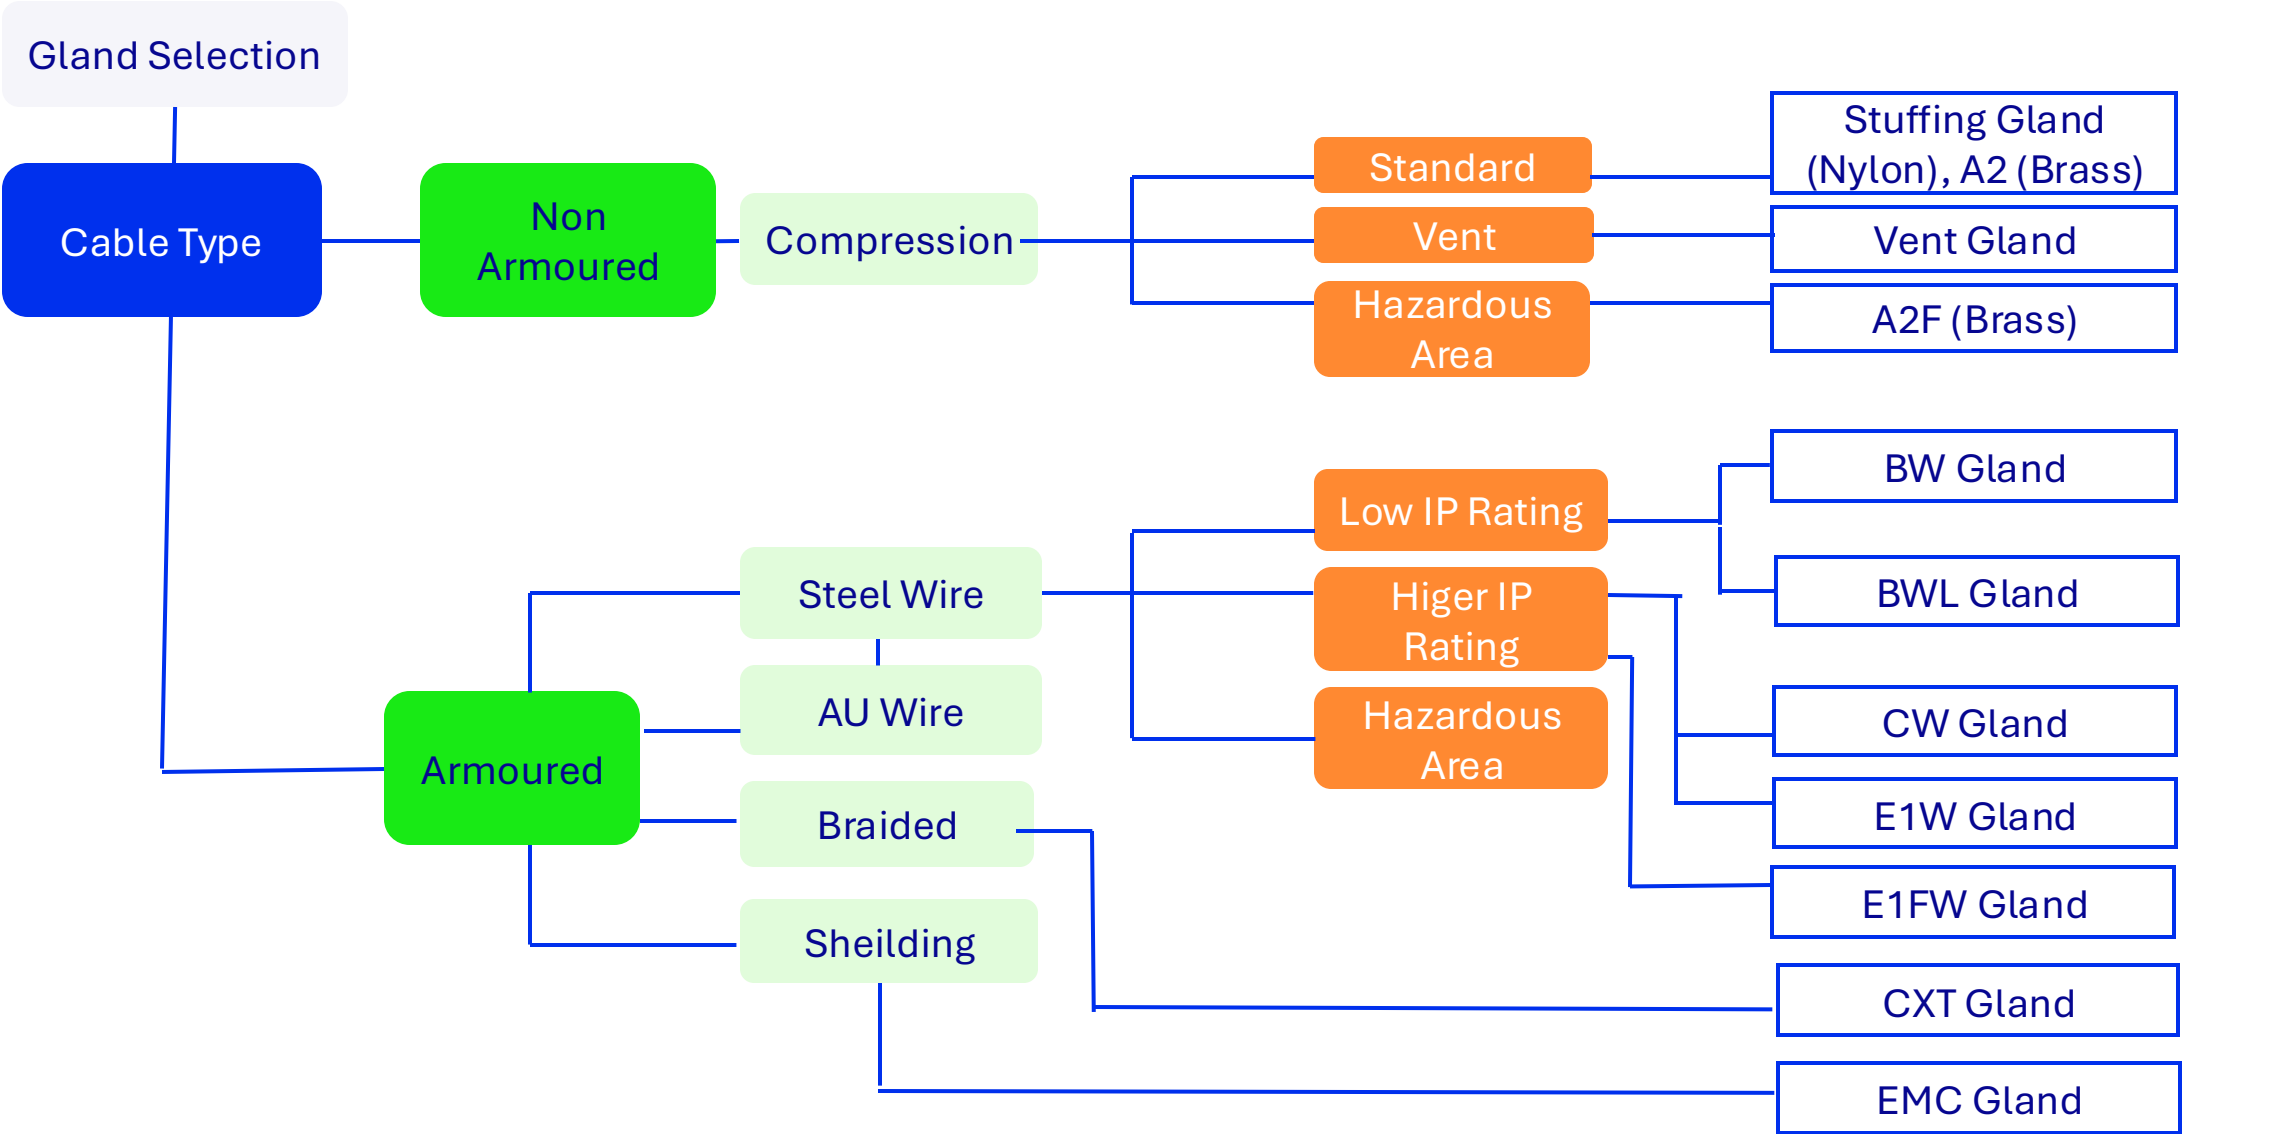 Gland Selection
Cable Type
Non
Armoured
Compression
Standard
Vent
Hazardous
Area
Stuffing Gland
(Nylon), A2 (Brass)
Vent Gland
A2F (Brass)
Armoured
Steel Wire
AU Wire
Braided
Sheilding
Low IP Rating
Higer IP
Rating
Hazardous
Area
BW Gland
BWL Gland
CW Gland
E1W Gland
E1FW Gland
CXT Gland
EMC Gland